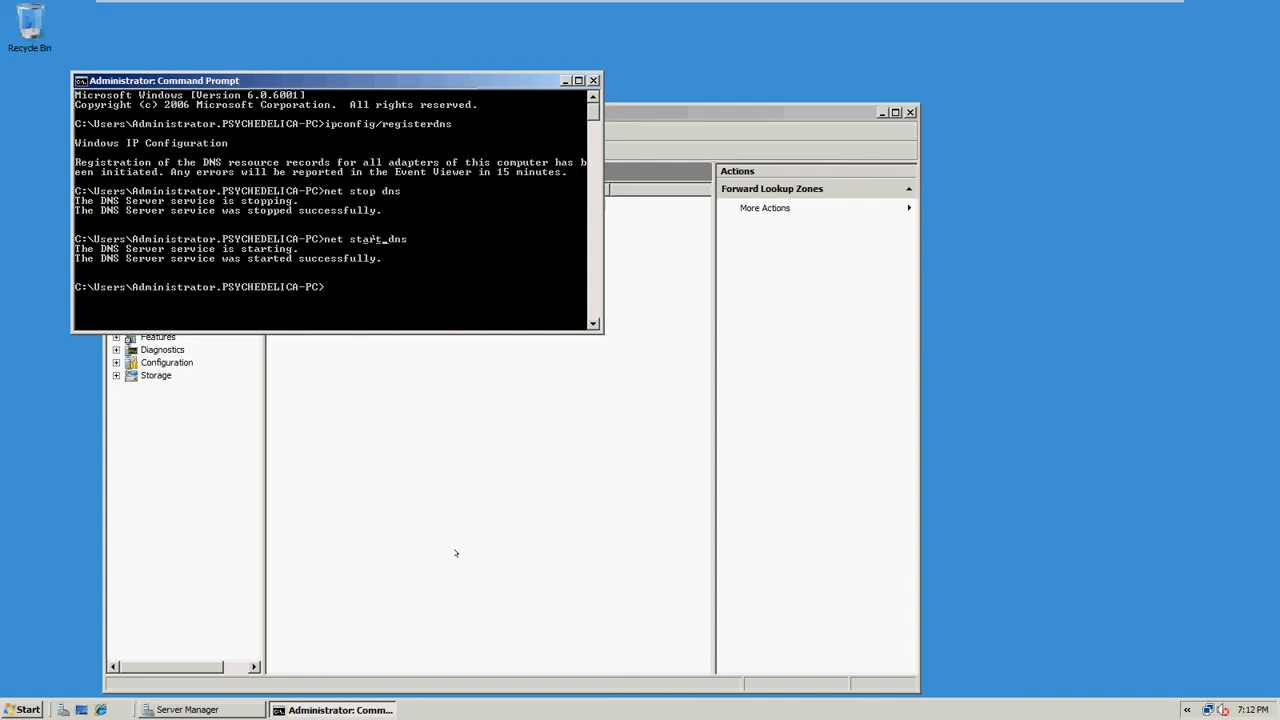 Recycle Bin
Administrator: Command Prompt
Microsoft Windows [Version 6.0.6001]
Copyright (c) 2006 Microsoft Corporation.  All rights reserved.
C:\Users\Administrator.PSYCHEDELICA-PC>ipconfig/registerdns
Windows IP Configuration
Registration of the DNS resource records for all adapters of this computer has b
een initiated. Any errors will be reported in the Event Viewer in 15 minutes.
C:\Users\Administrator.PSYCHEDELICA-PC>net stop dns
The DNS Server service is stopping.
The DNS Server service was stopped successfully.
C:\Users\Administrator.PSYCHEDELICA-PC>net start dns
The DNS Server service is starting.
The DNS Server service was started successfully.
C:\Users\Administrator.PSYCHEDELICA-PC>
Actions
Forward Lookup Zones
More Actions
Features
Diagnostics
Configuration
Storage
Start
Server Manager
Administrator: Comm...
7:12 PM